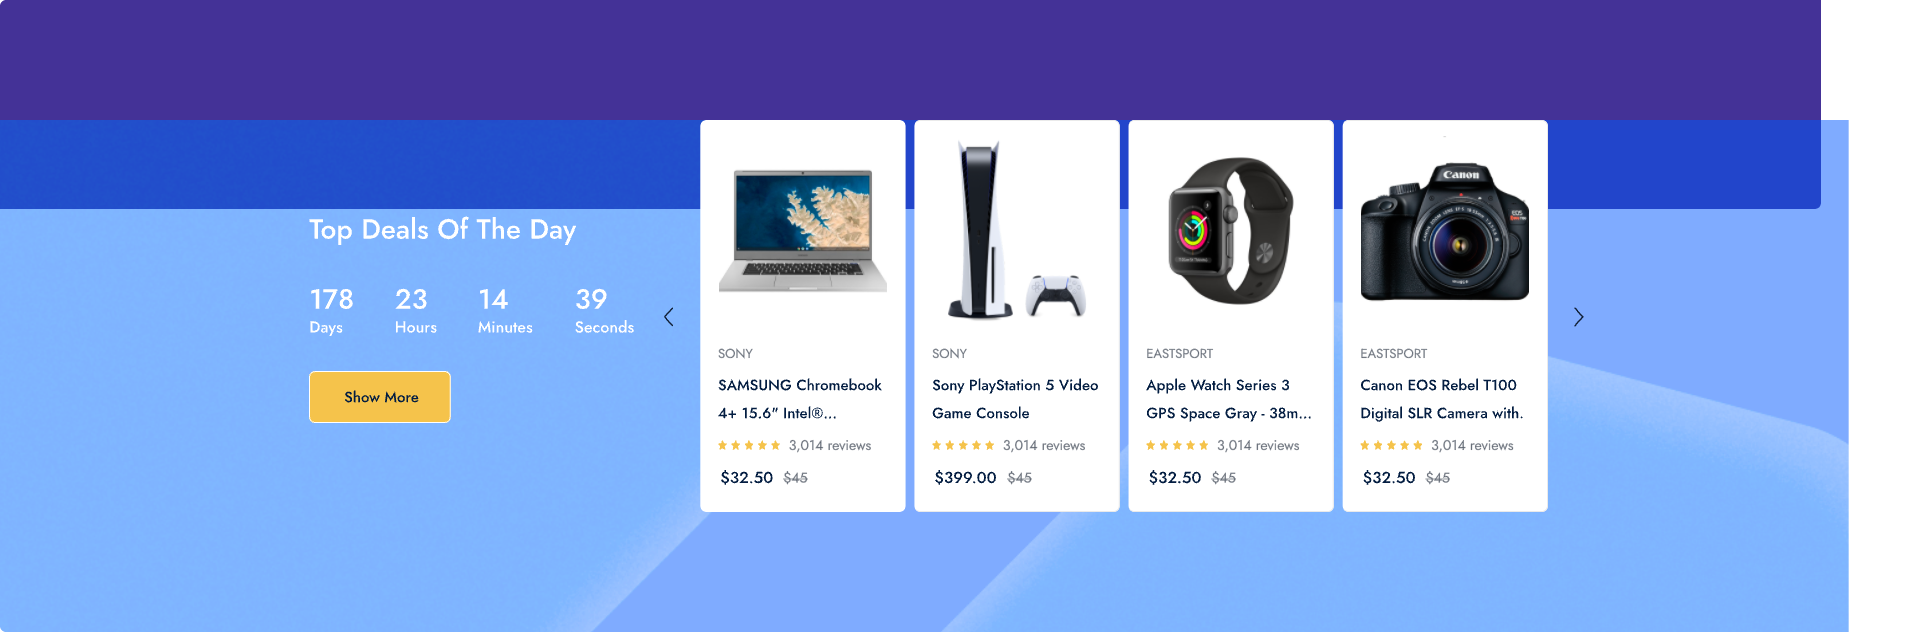 Top Deals Of The Day
178
Days
23
Hours
14
Minutes
39
Seconds
Show More
SONY
SAMSUNG Chromebook
4+ 15.6" Intel®...
3,014 reviews
$32.50 $45
SONY
Sony PlayStation 5 Video
Game Console
3,014 reviews
$399.00 $45
EASTSPORT
Apple Watch Series 3
GPS Space Gray - 38m...
3,014 reviews
$32.50 $45
Canon
EOS
EASTSPORT
Canon EOS Rebel T100
Digital SLR Camera with.
3,014 reviews
$32.50 $45